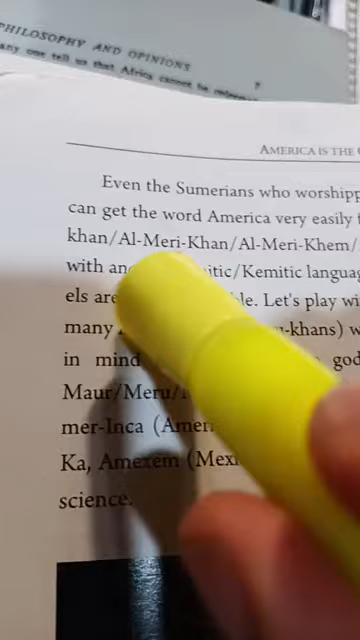 PHILOSOPHY AND OPINIONS
any one tell us that Africa cannot be redeemed
7
AMERICA IS THE
Even the Sumerians who worshipp
can get the word America very easily
khan/Al-Meri-Khan/Al-Meri-Khem/
with an itic/Kemitic languag
els are le. Let's play wi
many -khans) w
in mind god
Maur/Meru/
mer-Inca (Amer
Ka, Amexem (Mexi
science.